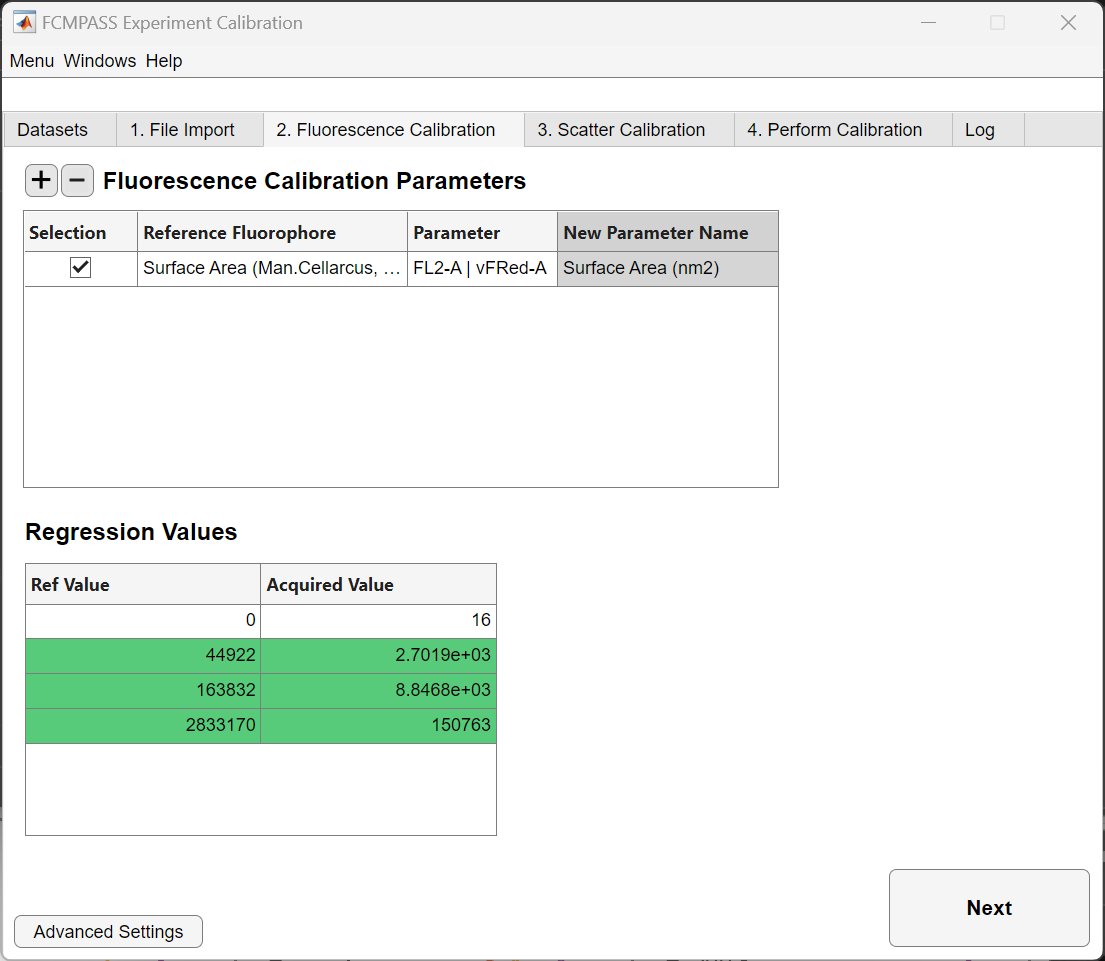 FCMPASS Experiment Calibration
Menu Windows Help
Datasets 1. File Import 2. Fluorescence Calibration 3. Scatter Calibration 4. Perform Calibration Log
+ − Fluorescence Calibration Parameters
Selection Reference Fluorophore Parameter New Parameter Name
Surface Area (Man.Cellarcus, ... FL2-A | vFRed-A Surface Area (nm2)
Regression Values
Ref Value Acquired Value
0 16
44922 2.7019e+03
163832 8.8468e+03
2833170 150763
Next
Advanced Settings